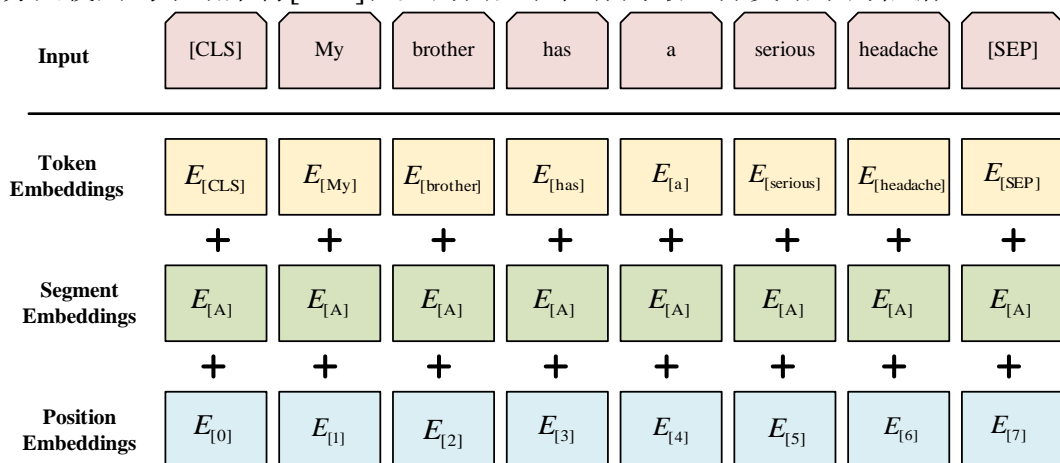 Input [CLS] My brother has a serious headache [SEP]
Token Embeddings E[CLS] E[My] E[brother] E[has] E[a] E[serious] E[headache] E[SEP]
+ + + + + + + +
Segment Embeddings E[A] E[A] E[A] E[A] E[A] E[A] E[A] E[A]
+ + + + + + + +
Position Embeddings E[0] E[1] E[2] E[3] E[4] E[5] E[6] E[7]